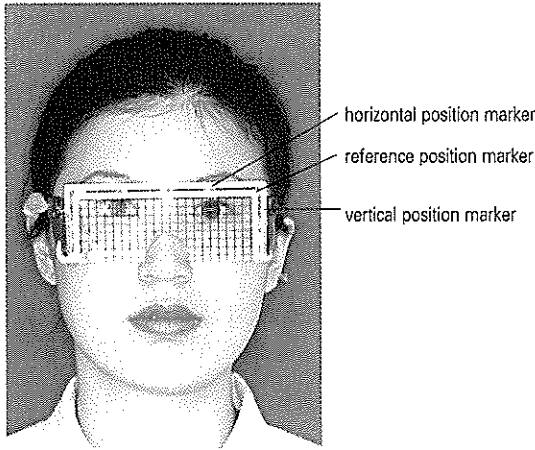 horizontal position marker
reference position marker
vertical position marker